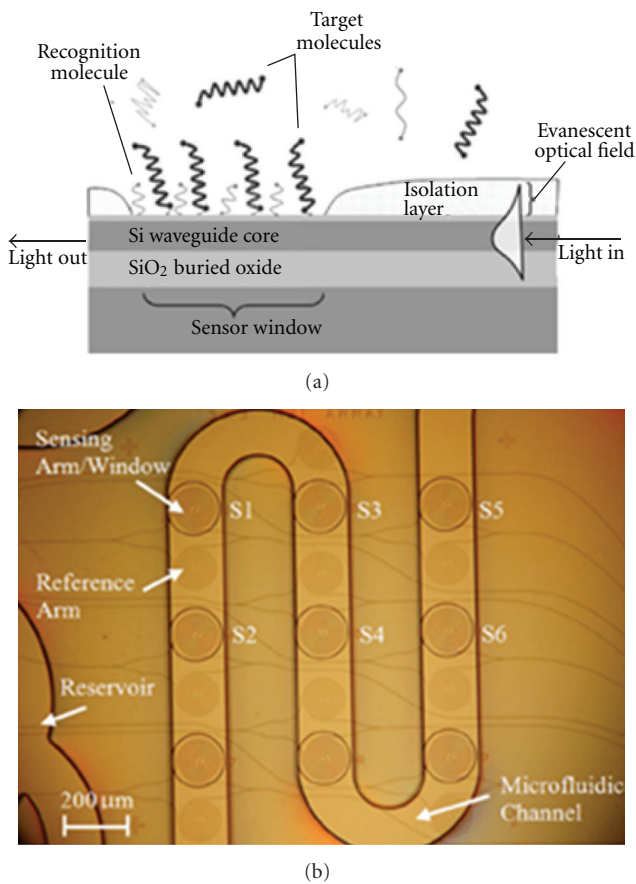 Target
molecules
Recognition
molecule
Evanescent
optical field
Isolation
layer
Si waveguide core
Light out
Light in
SiO₂ buried oxide
Sensor window
(a)
ARRAY
Sensing
Arm/Window
S1
S3
S5
Reference
Arm
S2
S4
S6
Reservoir
200 μm
Microfluidic
Channel
(b)